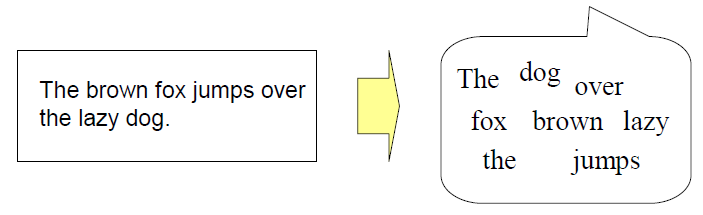 The brown fox jumps over
the lazy dog.
The dog over
fox brown lazy
the jumps